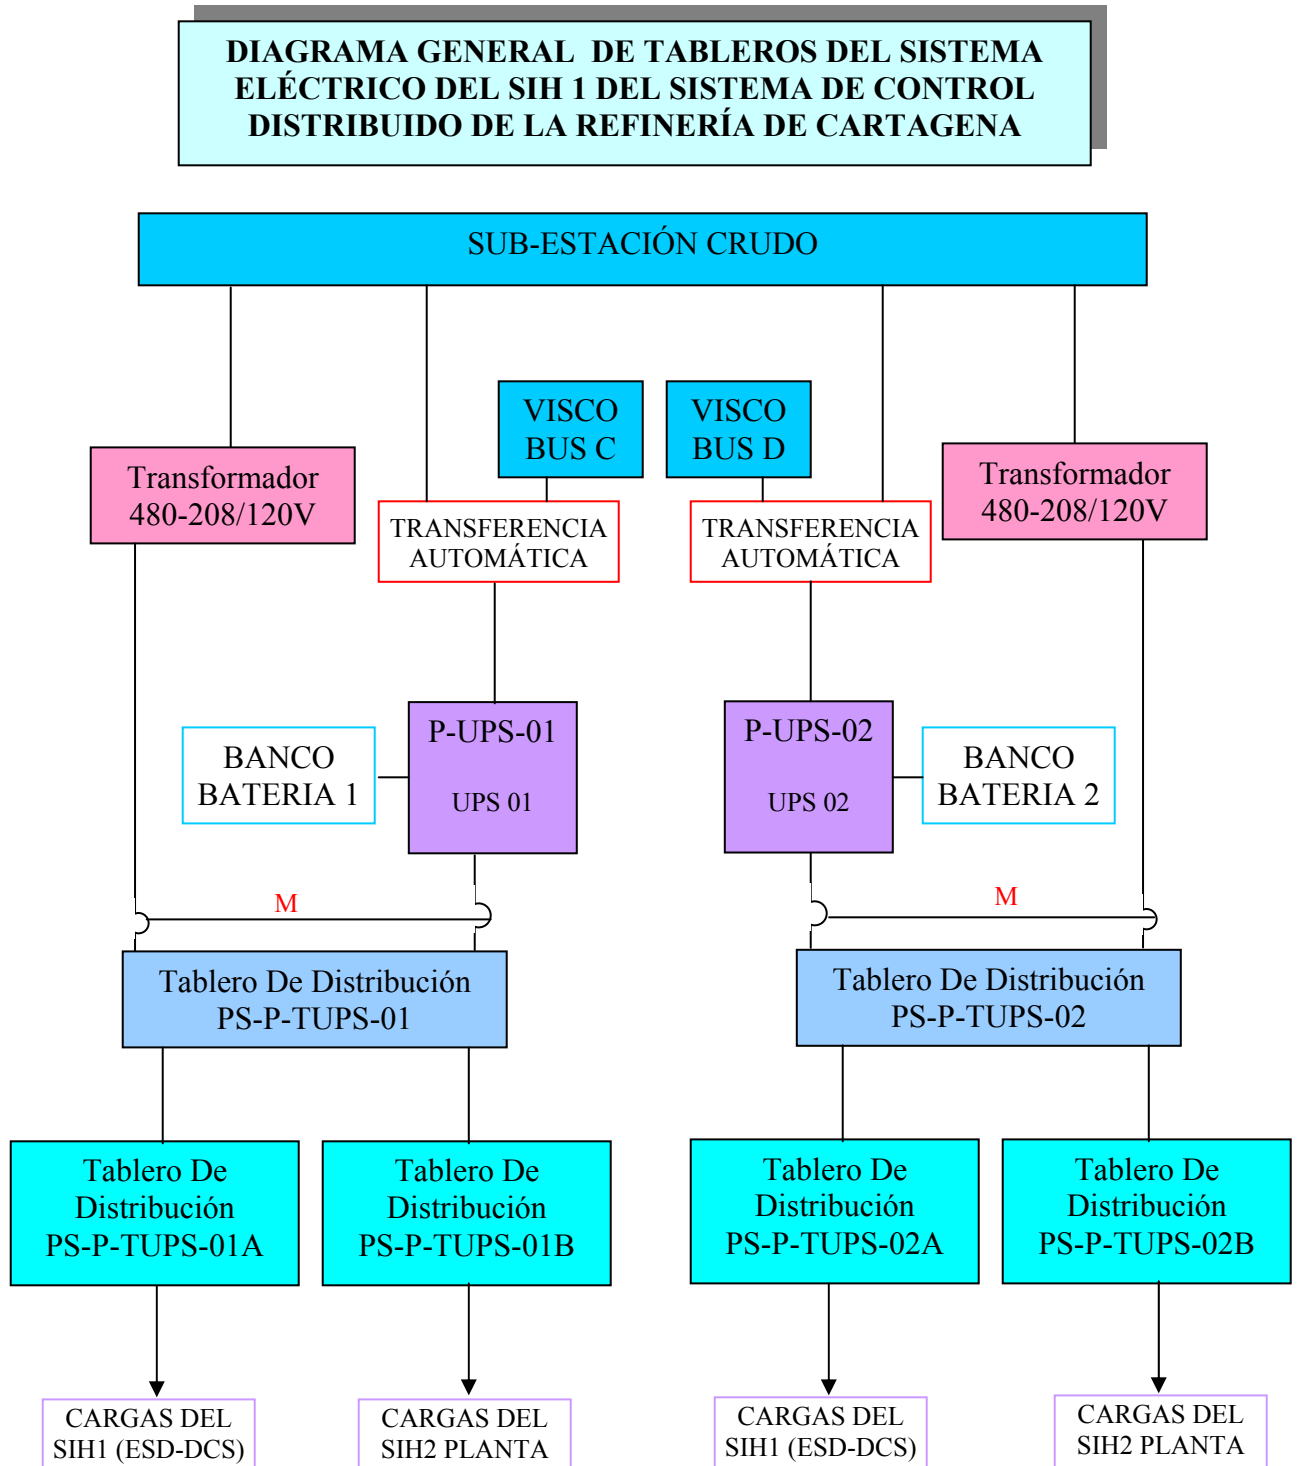 DIAGRAMA GENERAL DE TABLEROS DEL SISTEMA
ELÉCTRICO DEL SIH 1 DEL SISTEMA DE CONTROL
DISTRIBUIDO DE LA REFINERÍA DE CARTAGENA
SUB-ESTACIÓN CRUDO
VISCO
BUS C
VISCO
BUS D
Transformador
480-208/120V
TRANSFERENCIA
AUTOMÁTICA
TRANSFERENCIA
AUTOMÁTICA
Transformador
480-208/120V
BANCO
BATERIA 1
P-UPS-01
UPS 01
P-UPS-02
UPS 02
BANCO
BATERIA 2
M
M
Tablero De Distribución
PS-P-TUPS-01
Tablero De Distribución
PS-P-TUPS-02
Tablero De
Distribución
PS-P-TUPS-01A
Tablero De
Distribución
PS-P-TUPS-01B
Tablero De
Distribución
PS-P-TUPS-02A
Tablero De
Distribución
PS-P-TUPS-02B
CARGAS DEL
SIH1 (ESD-DCS)
CARGAS DEL
SIH2 PLANTA
CARGAS DEL
SIH1 (ESD-DCS)
CARGAS DEL
SIH2 PLANTA